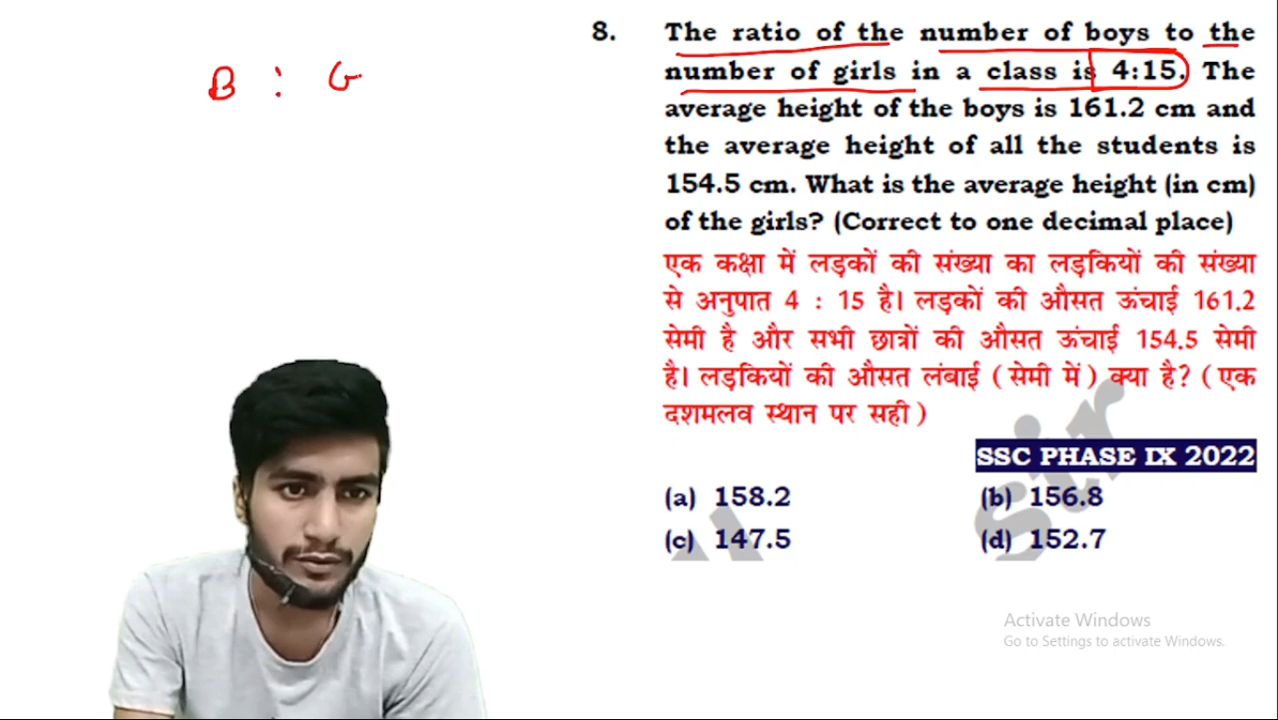 B : G
8. The ratio of the number of boys to the
number of girls in a class is 4:15. The
average height of the boys is 161.2 cm and
the average height of all the students is
154.5 cm. What is the average height (in cm)
of the girls? (Correct to one decimal place)
एक कक्षा में लड़कों की संख्या का लड़कियों की संख्या
से अनुपात 4 : 15 है। लड़कों की औसत ऊंचाई 161.2
सेमी है और सभी छात्रों की औसत ऊंचाई 154.5 सेमी
है। लड़कियों की औसत लंबाई ( सेमी में ) क्या है? ( एक
दशमलव स्थान पर सही )
SSC PHASE IX 2022
(a) 158.2 (b) 156.8
(c) 147.5 (d) 152.7
sir
Activate Windows
Go to Settings to activate Windows.